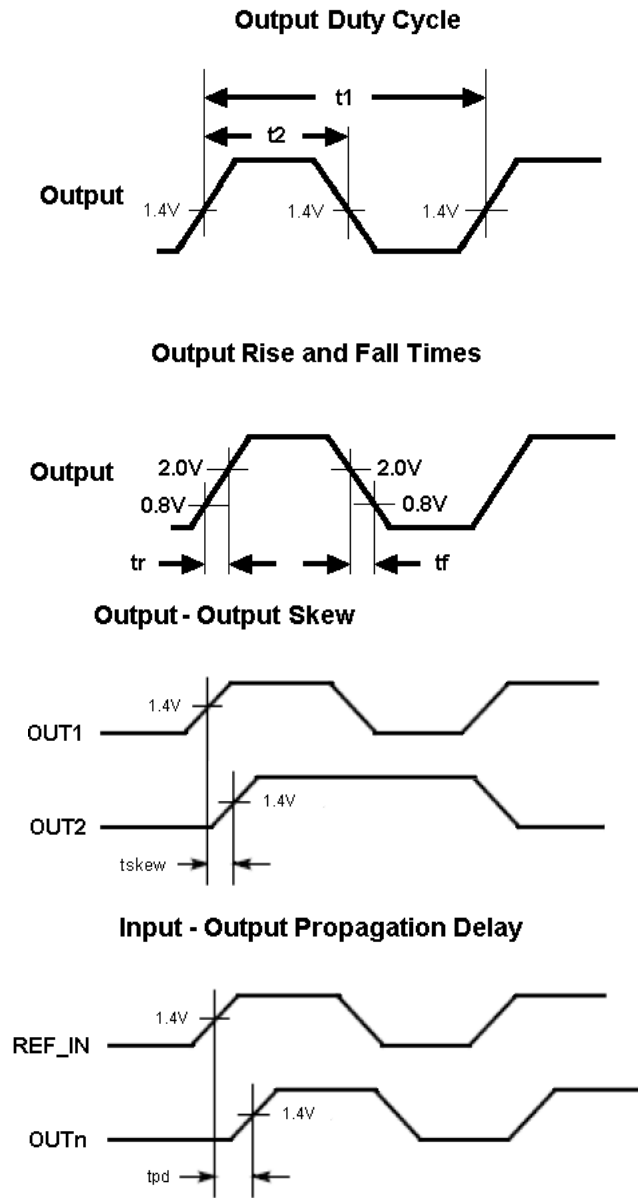 Output Duty Cycle
t1
t2
Output
1.4V 1.4V 1.4V
Output Rise and Fall Times
Output
2.0V 2.0V
0.8V 0.8V
tr tf
Output - Output Skew
1.4V
OUT1
OUT2
1.4V
tskew
Input - Output Propagation Delay
1.4V
REF_IN
OUTn
1.4V
tpd